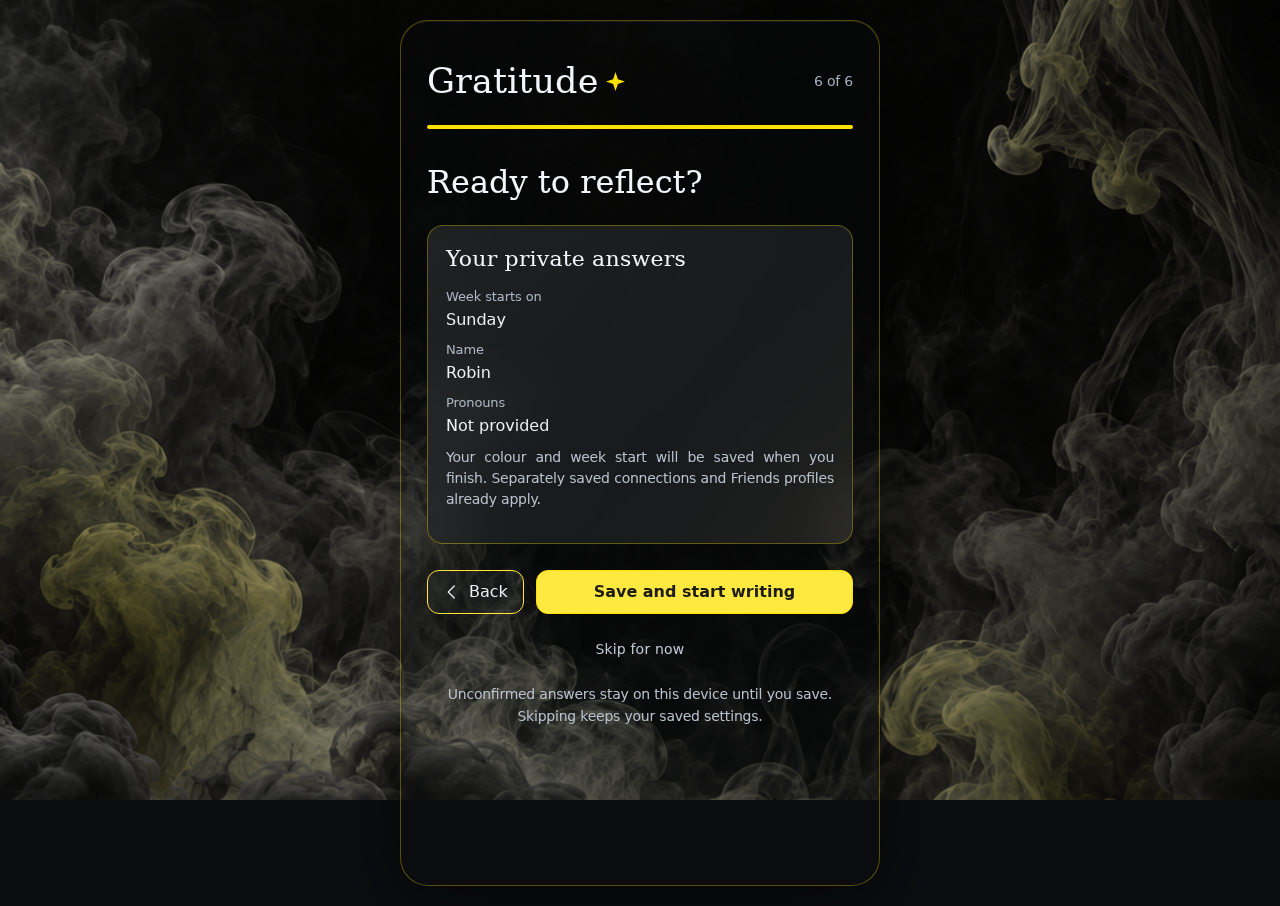 Gratitude
6 of 6
Ready to reflect?
Your private answers
Week starts on
Sunday
Name
Robin
Pronouns
Not provided
Your colour and week start will be saved when you
finish. Separately saved connections and Friends profiles
already apply.
Back
Save and start writing
Skip for now
Unconfirmed answers stay on this device until you save.
Skipping keeps your saved settings.